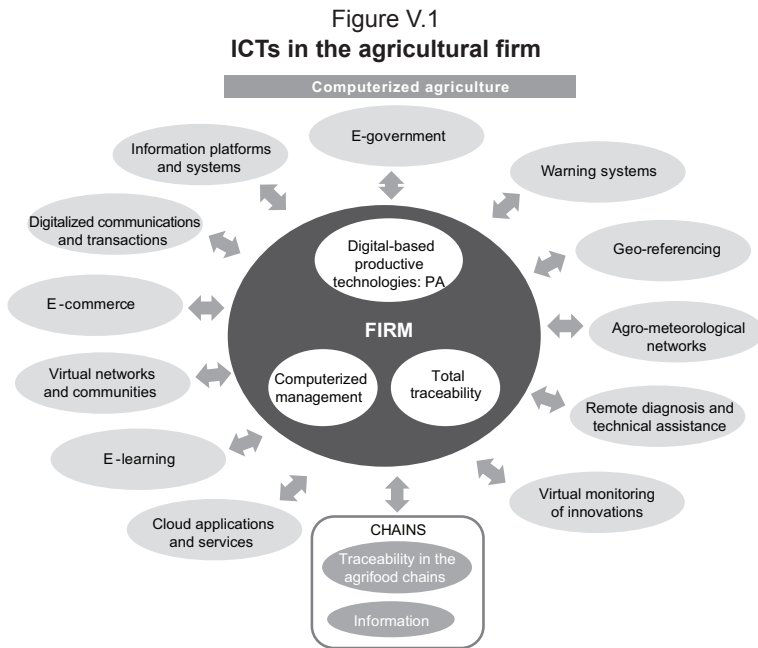 Figure V.1
ICTs in the agricultural firm
Computerized agriculture
E-government
Information platforms
and systems
Warning systems
Digitalized communications
and transactions
Digital-based
productive
technologies: PA
Geo-referencing
E-commerce
FIRM
Agro-meteorological
networks
Virtual networks
and communities
Computerized
management
Total
traceability
Remote diagnosis and
technical assistance
E-learning
Virtual monitoring
of innovations
Cloud applications
and services
CHAINS
Traceability in the
agrifood chains
Information